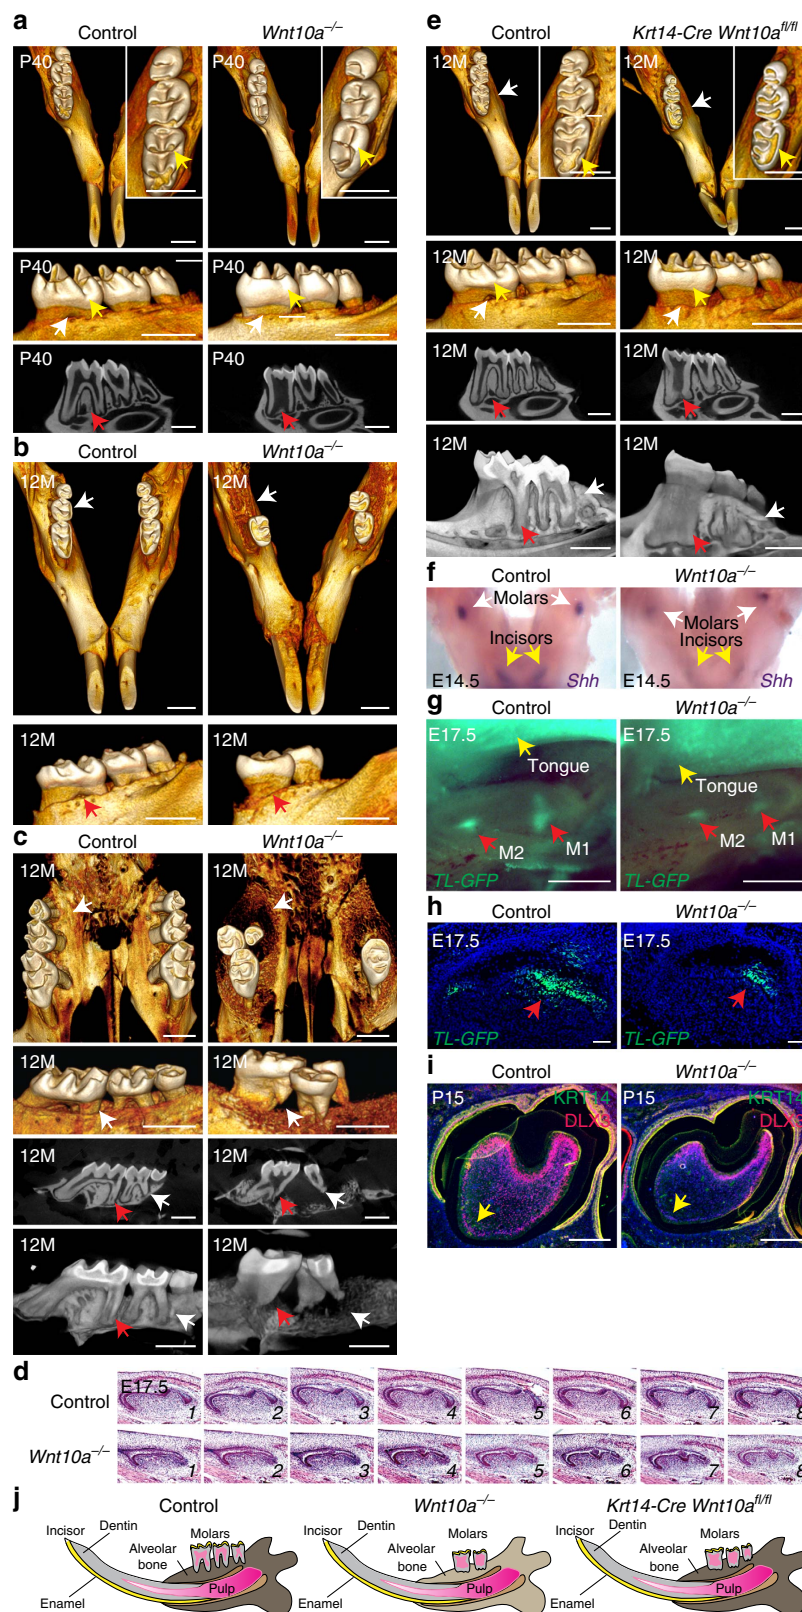 a
Control
Wnt10a−/−
P40
P40
P40
P40
P40
P40
b
Control
Wnt10a−/−
12M
12M
12M
12M
c
Control
Wnt10a−/−
12M
12M
12M
12M
12M
12M
12M
12M
d
Control
E17.5
1
2
3
4
5
6
7
8
Wnt10a−/−
1
2
3
4
5
6
7
8
e
Control
Krt14-Cre Wnt10afl/fl
12M
12M
12M
12M
12M
12M
12M
12M
f
Control
Wnt10a−/−
Molars
Incisors
E14.5
Shh
Molars
Incisors
E14.5
Shh
g
Control
Wnt10a−/−
E17.5
Tongue
M2
M1
TL-GFP
E17.5
Tongue
M2
M1
TL-GFP
h
Control
Wnt10a−/−
E17.5
TL-GFP
E17.5
TL-GFP
i
Control
Wnt10a−/−
P15
KRT14
P15
KRT14
j
Control
Wnt10a−/−
Krt14-Cre Wnt10afl/fl
Incisor
Dentin
Molars
Alveolar
bone
Pulp
Enamel
Incisor
Dentin
Molars
Alveolar
bone
Pulp
Enamel
Incisor
Dentin
Molars
Alveolar
bone
Pulp
Enamel